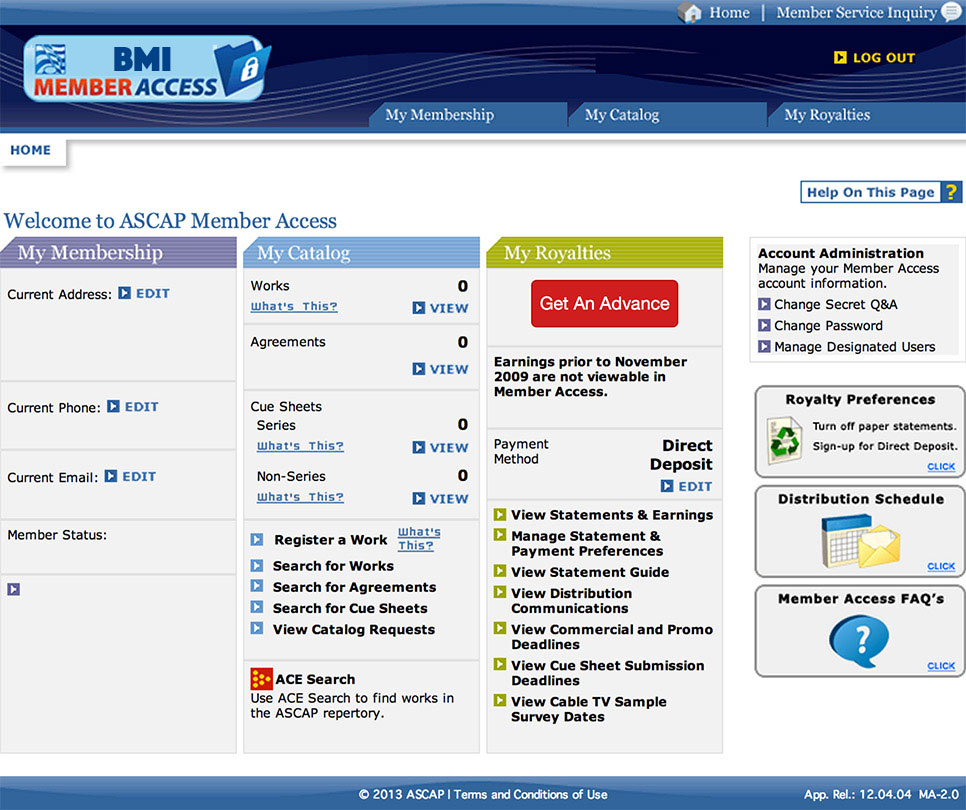 Home | Member Service Inquiry
BMI
MEMBER ACCESS
LOG OUT
My Membership
My Catalog
My Royalties
HOME
Help On This Page ?
Welcome to ASCAP Member Access
My Membership
Current Address: EDIT
Current Phone: EDIT
Current Email: EDIT
Member Status:
My Catalog
Works 0
What's This? VIEW
Agreements 0
VIEW
Cue Sheets
Series 0
What's This? VIEW
Non-Series 0
What's This? VIEW
Register a Work What's
This?
Search for Works
Search for Agreements
Search for Cue Sheets
View Catalog Requests
ACE Search
Use ACE Search to find works in
the ASCAP repertory.
My Royalties
Get An Advance
Earnings prior to November
2009 are not viewable in
Member Access.
Payment Direct
Method Deposit
EDIT
View Statements & Earnings
Manage Statement &
Payment Preferences
View Statement Guide
View Distribution
Communications
View Commercial and Promo
Deadlines
View Cue Sheet Submission
Deadlines
View Cable TV Sample
Survey Dates
Account Administration
Manage your Member Access
account information.
Change Secret Q&A
Change Password
Manage Designated Users
Royalty Preferences
Turn off paper statements.
Sign-up for Direct Deposit.
CLICK
Distribution Schedule
CLICK
Member Access FAQ's
?
CLICK
© 2013 ASCAP | Terms and Conditions of Use
App. Rel.: 12.04.04 MA-2.0